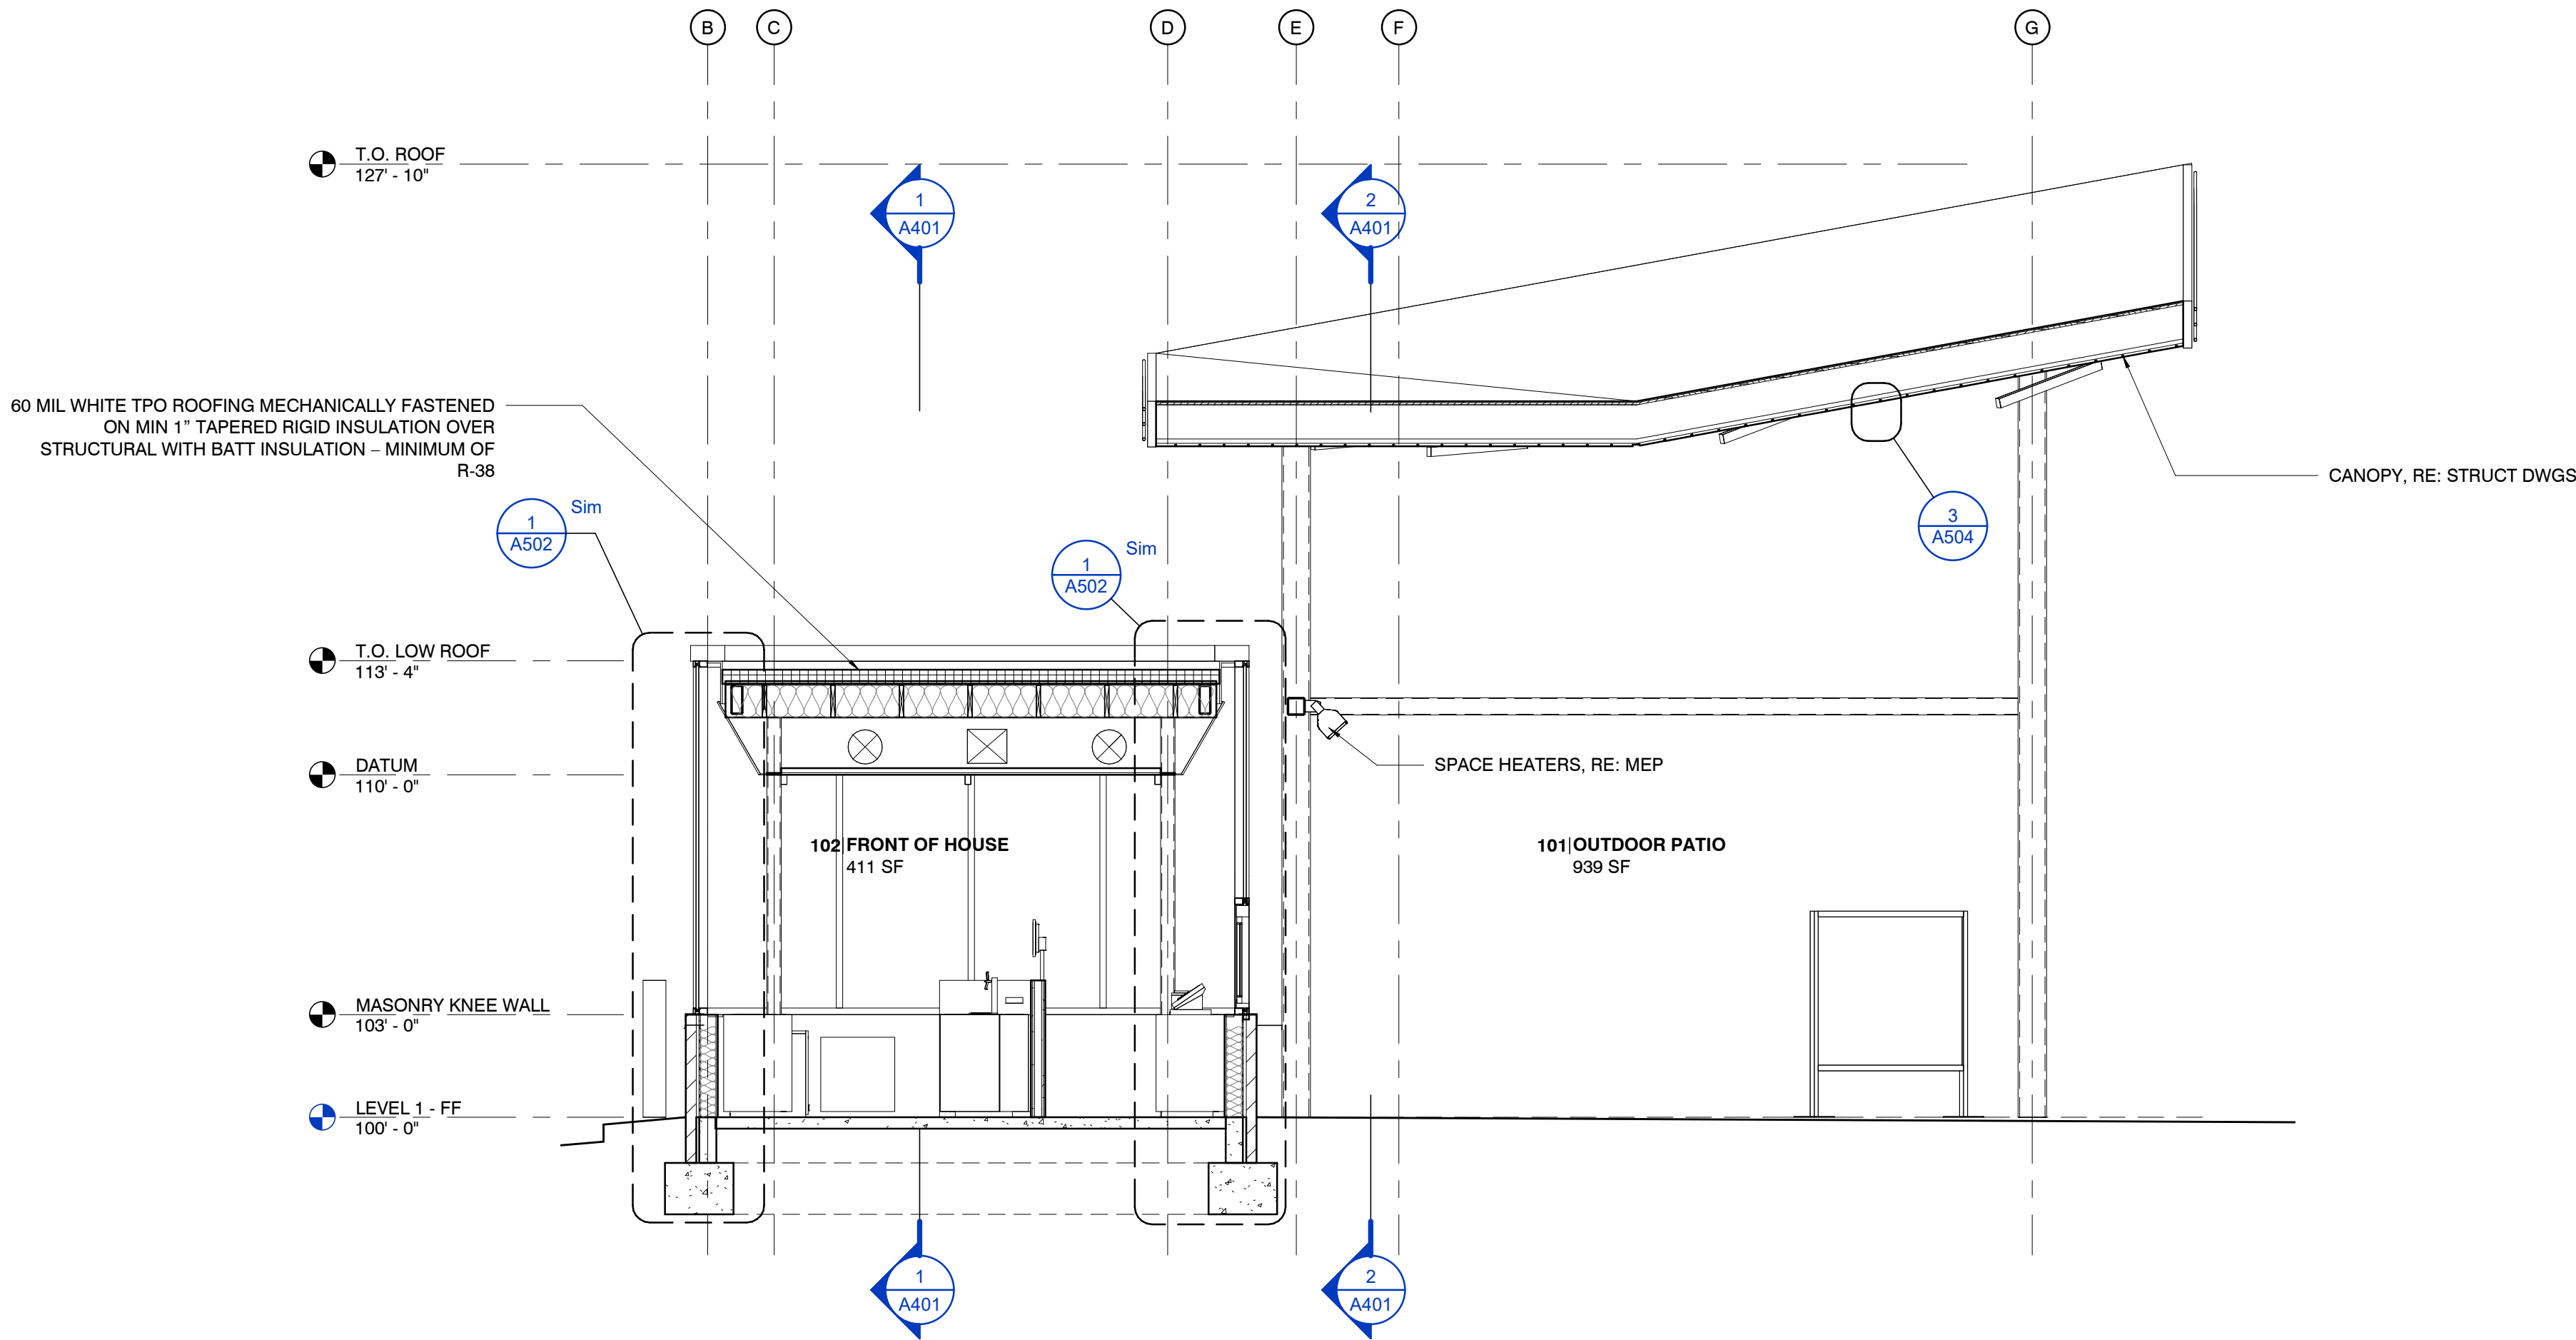 B
C
D
E
F
G
T.O. ROOF
127' - 10"
1
A401
2
A401
60 MIL WHITE TPO ROOFING MECHANICALLY FASTENED
ON MIN 1” TAPERED RIGID INSULATION OVER
STRUCTURAL WITH BATT INSULATION – MINIMUM OF
R-38
CANOPY, RE: STRUCT DWGS
1
A502
Sim
1
A502
Sim
3
A504
T.O. LOW ROOF
113' - 4"
DATUM
110' - 0"
SPACE HEATERS, RE: MEP
102 FRONT OF HOUSE
411 SF
101 OUTDOOR PATIO
939 SF
MASONRY KNEE WALL
103' - 0"
LEVEL 1 - FF
100' - 0"
1
A401
2
A401